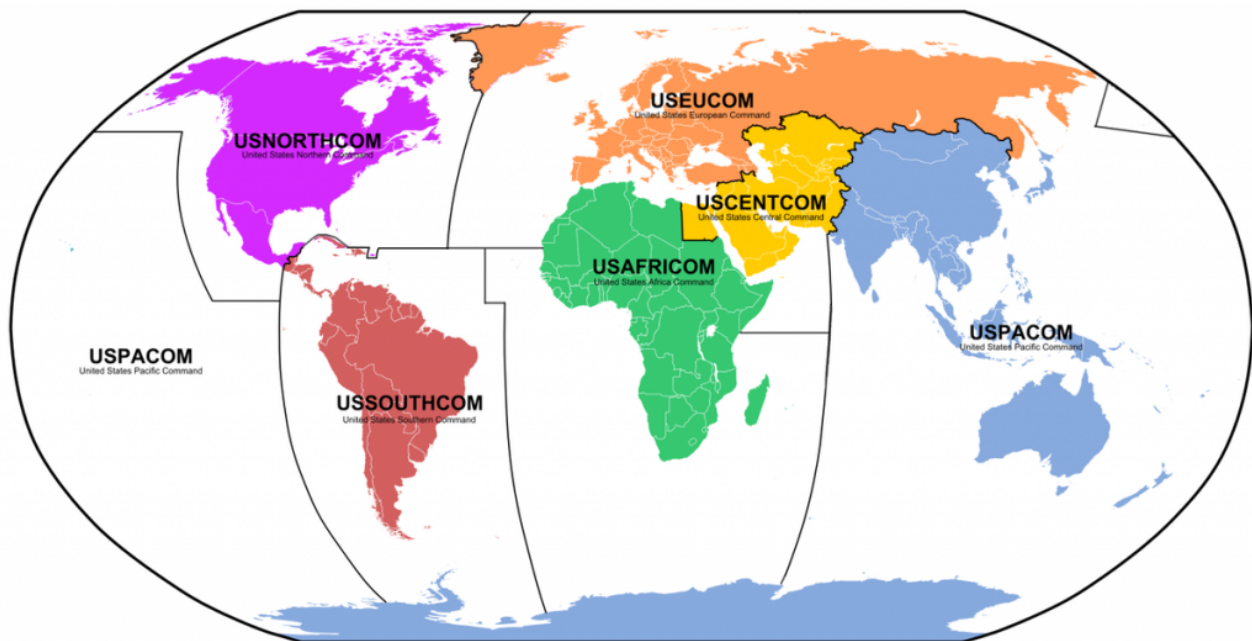 USEUCOM
United States European Command
USNORTHCOM
United States Northern Command
USCENTCOM
United States Central Command
USAFRICOM
United States Africa Command
USPACOM
United States Pacific Command
USPACOM
United States Pacific Command
USSOUTHCOM
United States Southern Command